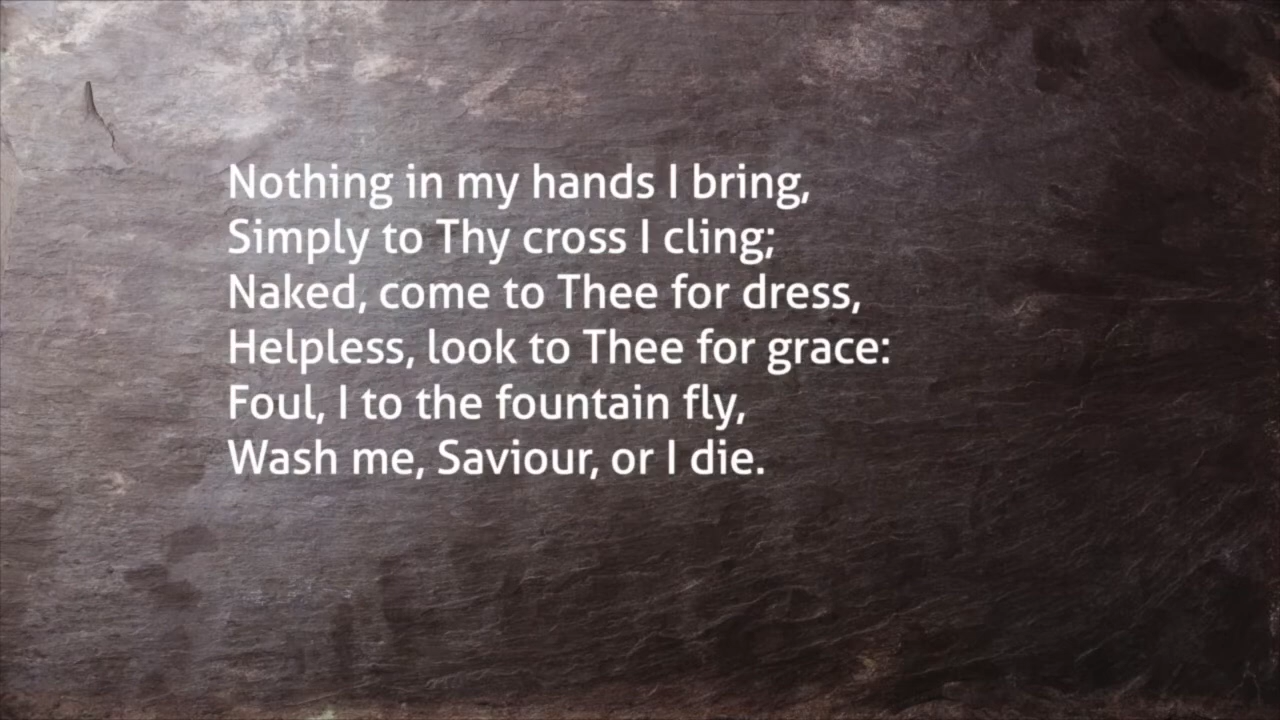 Nothing in my hands I bring,
Simply to Thy cross I cling;
Naked, come to Thee for dress,
Helpless, look to Thee for grace:
Foul, I to the fountain fly,
Wash me, Saviour, or I die.